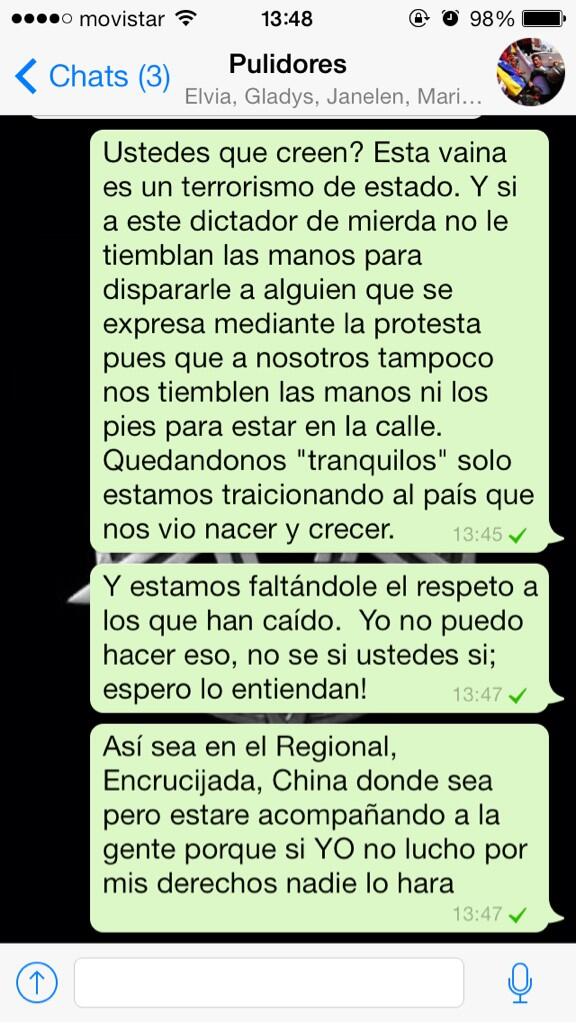 movistar 13:48 98%
Chats (3) Pulidores
Elvia, Gladys, Janelen, Mari...
Ustedes que creen? Esta vaina
es un terrorismo de estado. Y si
a este dictador de mierda no le
tiemblan las manos para
dispararle a alguien que se
expresa mediante la protesta
pues que a nosotros tampoco
nos tiemblen las manos ni los
pies para estar en la calle.
Quedandonos "tranquilos" solo
estamos traicionando al país que
nos vio nacer y crecer. 13:45
Y estamos faltándole el respeto a
los que han caído. Yo no puedo
hacer eso, no se si ustedes si;
espero lo entiendan! 13:47
Así sea en el Regional,
Encrucijada, China donde sea
pero estare acompañando a la
gente porque si YO no lucho por
mis derechos nadie lo hara
13:47